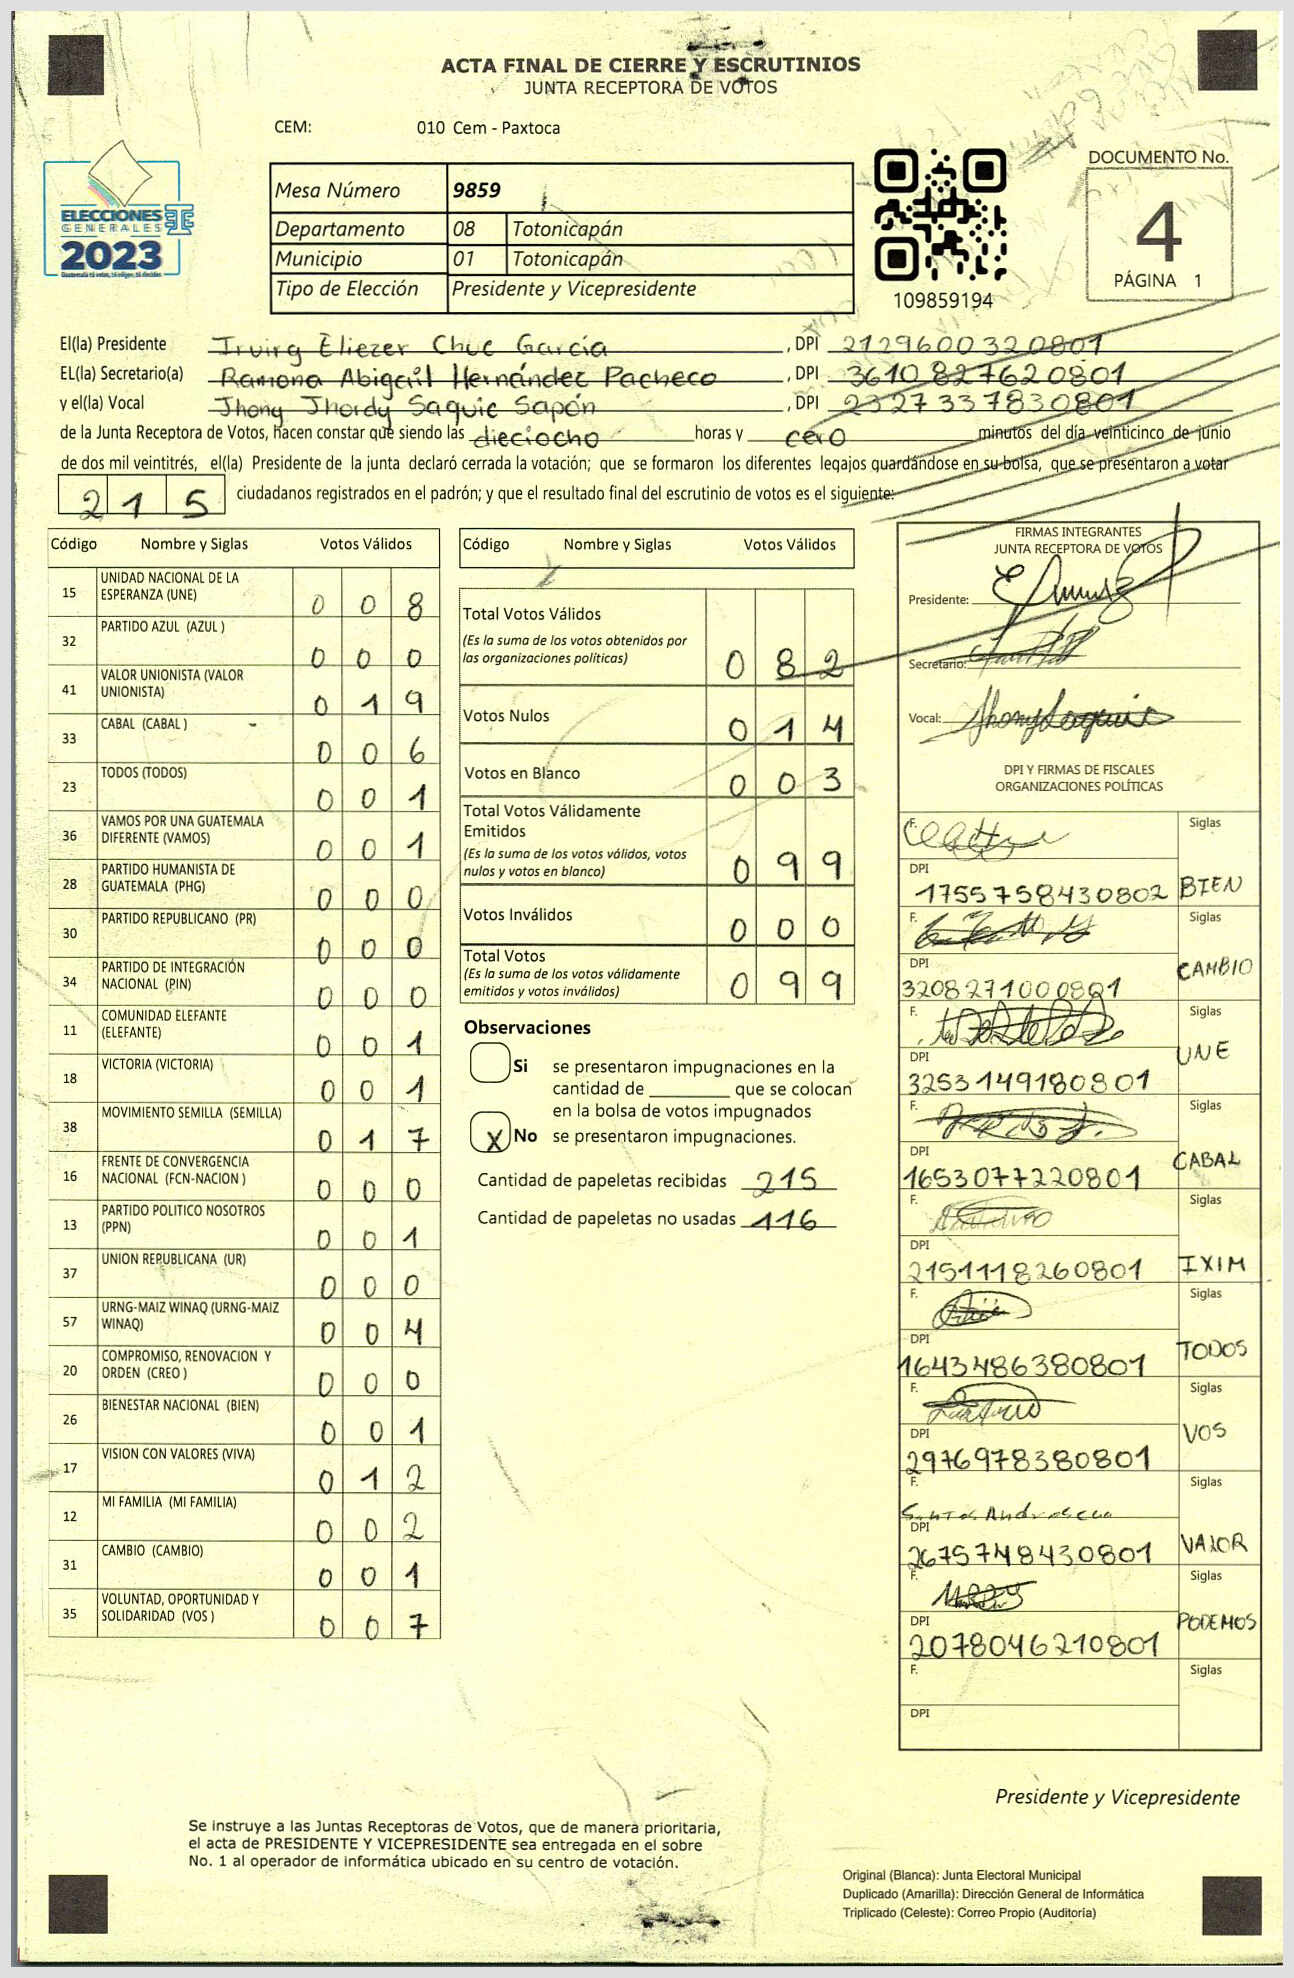 ACTA FINAL DE CIERRE Y ESCRUTINIOS
JUNTA RECEPTORA DE VOTOS
CEM: 010 Cem - Paxtoca
DOCUMENTO No.
4
PÁGINA 1
ELECCIONES
GENERALES
2023
Mesa Número 9859
Departamento 08 Totonicapán
Municipio 01 Totonicapán
Tipo de Elección Presidente y Vicepresidente
109859194
El(la) Presidente Irvirg Eliezer Chuc García, DPI 2129600320801
EL(la) Secretario(a) Ramona Abigail Hernández Pacheco, DPI 3610827620801
y el(la) Vocal Jhony Jhordy Saquic Sapón, DPI 2327337830801
de la Junta Receptora de Votos, hacen constar que siendo las dieciocho horas y cero minutos del día veinticinco de junio
de dos mil veintitrés, el(la) Presidente de la junta declaró cerrada la votación; que se formaron los diferentes legajos guardándose en su bolsa, que se presentaron a votar
215 ciudadanos registrados en el padrón; y que el resultado final del escrutinio de votos es el siguiente:
Código Nombre y Siglas Votos Válidos
15 UNIDAD NACIONAL DE LA
ESPERANZA (UNE) 0 0 8
32 PARTIDO AZUL (AZUL ) 0 0 0
41 VALOR UNIONISTA (VALOR
UNIONISTA) 0 1 9
33 CABAL (CABAL ) 0 0 6
23 TODOS (TODOS) 0 0 1
36 VAMOS POR UNA GUATEMALA
DIFERENTE (VAMOS) 0 0 1
28 PARTIDO HUMANISTA DE
GUATEMALA (PHG) 0 0 0
30 PARTIDO REPUBLICANO (PR) 0 0 0
34 PARTIDO DE INTEGRACIÓN
NACIONAL (PIN) 0 0 0
11 COMUNIDAD ELEFANTE
(ELEFANTE) 0 0 1
18 VICTORIA (VICTORIA) 0 0 1
38 MOVIMIENTO SEMILLA (SEMILLA) 0 1 7
16 FRENTE DE CONVERGENCIA
NACIONAL (FCN-NACION ) 0 0 0
13 PARTIDO POLITICO NOSOTROS
(PPN) 0 0 1
37 UNION REPUBLICANA (UR) 0 0 0
57 URNG-MAIZ WINAQ (URNG-MAIZ
WINAQ) 0 0 4
20 COMPROMISO, RENOVACION Y
ORDEN (CREO ) 0 0 0
26 BIENESTAR NACIONAL (BIEN) 0 0 1
17 VISION CON VALORES (VIVA) 0 1 2
12 MI FAMILIA (MI FAMILIA) 0 0 2
31 CAMBIO (CAMBIO) 0 0 1
35 VOLUNTAD, OPORTUNIDAD Y
SOLIDARIDAD (VOS ) 0 0 7
Código Nombre y Siglas Votos Válidos
Total Votos Válidos
(Es la suma de los votos obtenidos por
las organizaciones políticas) 0 8 2
Votos Nulos 0 1 4
Votos en Blanco 0 0 3
Total Votos Válidamente
Emitidos
(Es la suma de los votos válidos, votos
nulos y votos en blanco) 0 9 9
Votos Inválidos 0 0 0
Total Votos
(Es la suma de los votos válidamente
emitidos y votos inválidos) 0 9 9
Observaciones
Si se presentaron impugnaciones en la
cantidad de que se colocan
en la bolsa de votos impugnados
X No se presentaron impugnaciones.
Cantidad de papeletas recibidas 215
Cantidad de papeletas no usadas 116
FIRMAS INTEGRANTES
JUNTA RECEPTORA DE VOTOS
Presidente:
Secretario:
Vocal:
DPI Y FIRMAS DE FISCALES
ORGANIZACIONES POLÍTICAS
F. Siglas
DPI
1755758430802 BIEN
F. Siglas
DPI
3208271000801 CAMBIO
F. Siglas
DPI
3253149180801 UNE
F. Siglas
DPI
1653077220801 CABAL
F. Siglas
DPI
2151118260801 IXIM
F. Siglas
DPI
1643486380801 TODOS
F. Siglas
DPI
2976978380801 VOS
F. Siglas
DPI
2675748430801 VALOR
F. Siglas
DPI
2078046210801 PODEMOS
F. Siglas
DPI
Presidente y Vicepresidente
Se instruye a las Juntas Receptoras de Votos, que de manera prioritaria,
el acta de PRESIDENTE Y VICEPRESIDENTE sea entregada en el sobre
No. 1 al operador de informática ubicado en su centro de votación.
Original (Blanca): Junta Electoral Municipal
Duplicado (Amarilla): Dirección General de Informática
Triplicado (Celeste): Correo Propio (Auditoría)